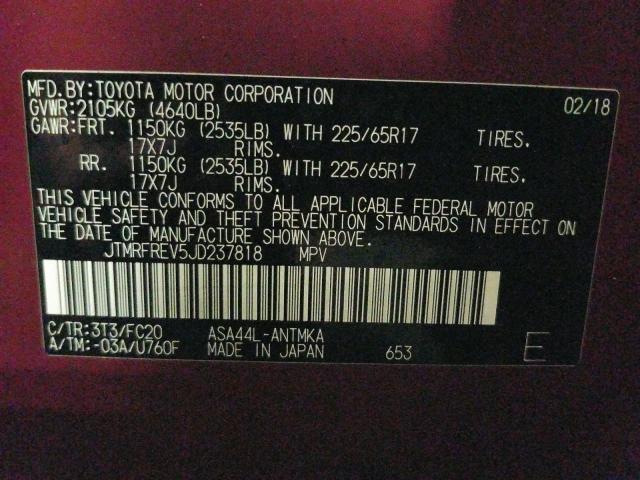 MFD.BY:TOYOTA MOTOR CORPORATION 02/18
GVWR:2105KG (4640LB)
GAWR:FRT. 1150KG (2535LB) WITH 225/65R17 TIRES.
17X7J RIMS.
RR. 1150KG (2535LB) WITH 225/65R17 TIRES.
17X7J RIMS.
THIS VEHICLE CONFORMS TO ALL APPLICABLE FEDERAL MOTOR
VEHICLE SAFETY AND THEFT PREVENTION STANDARDS IN EFFECT ON
THE DATE OF MANUFACTURE SHOWN ABOVE.
JTMRFREV5JD237818 MPV
C/TR:3T3/FC20 ASA44L-ANTMKA
A/TM:-03A/U760F MADE IN JAPAN 653 E